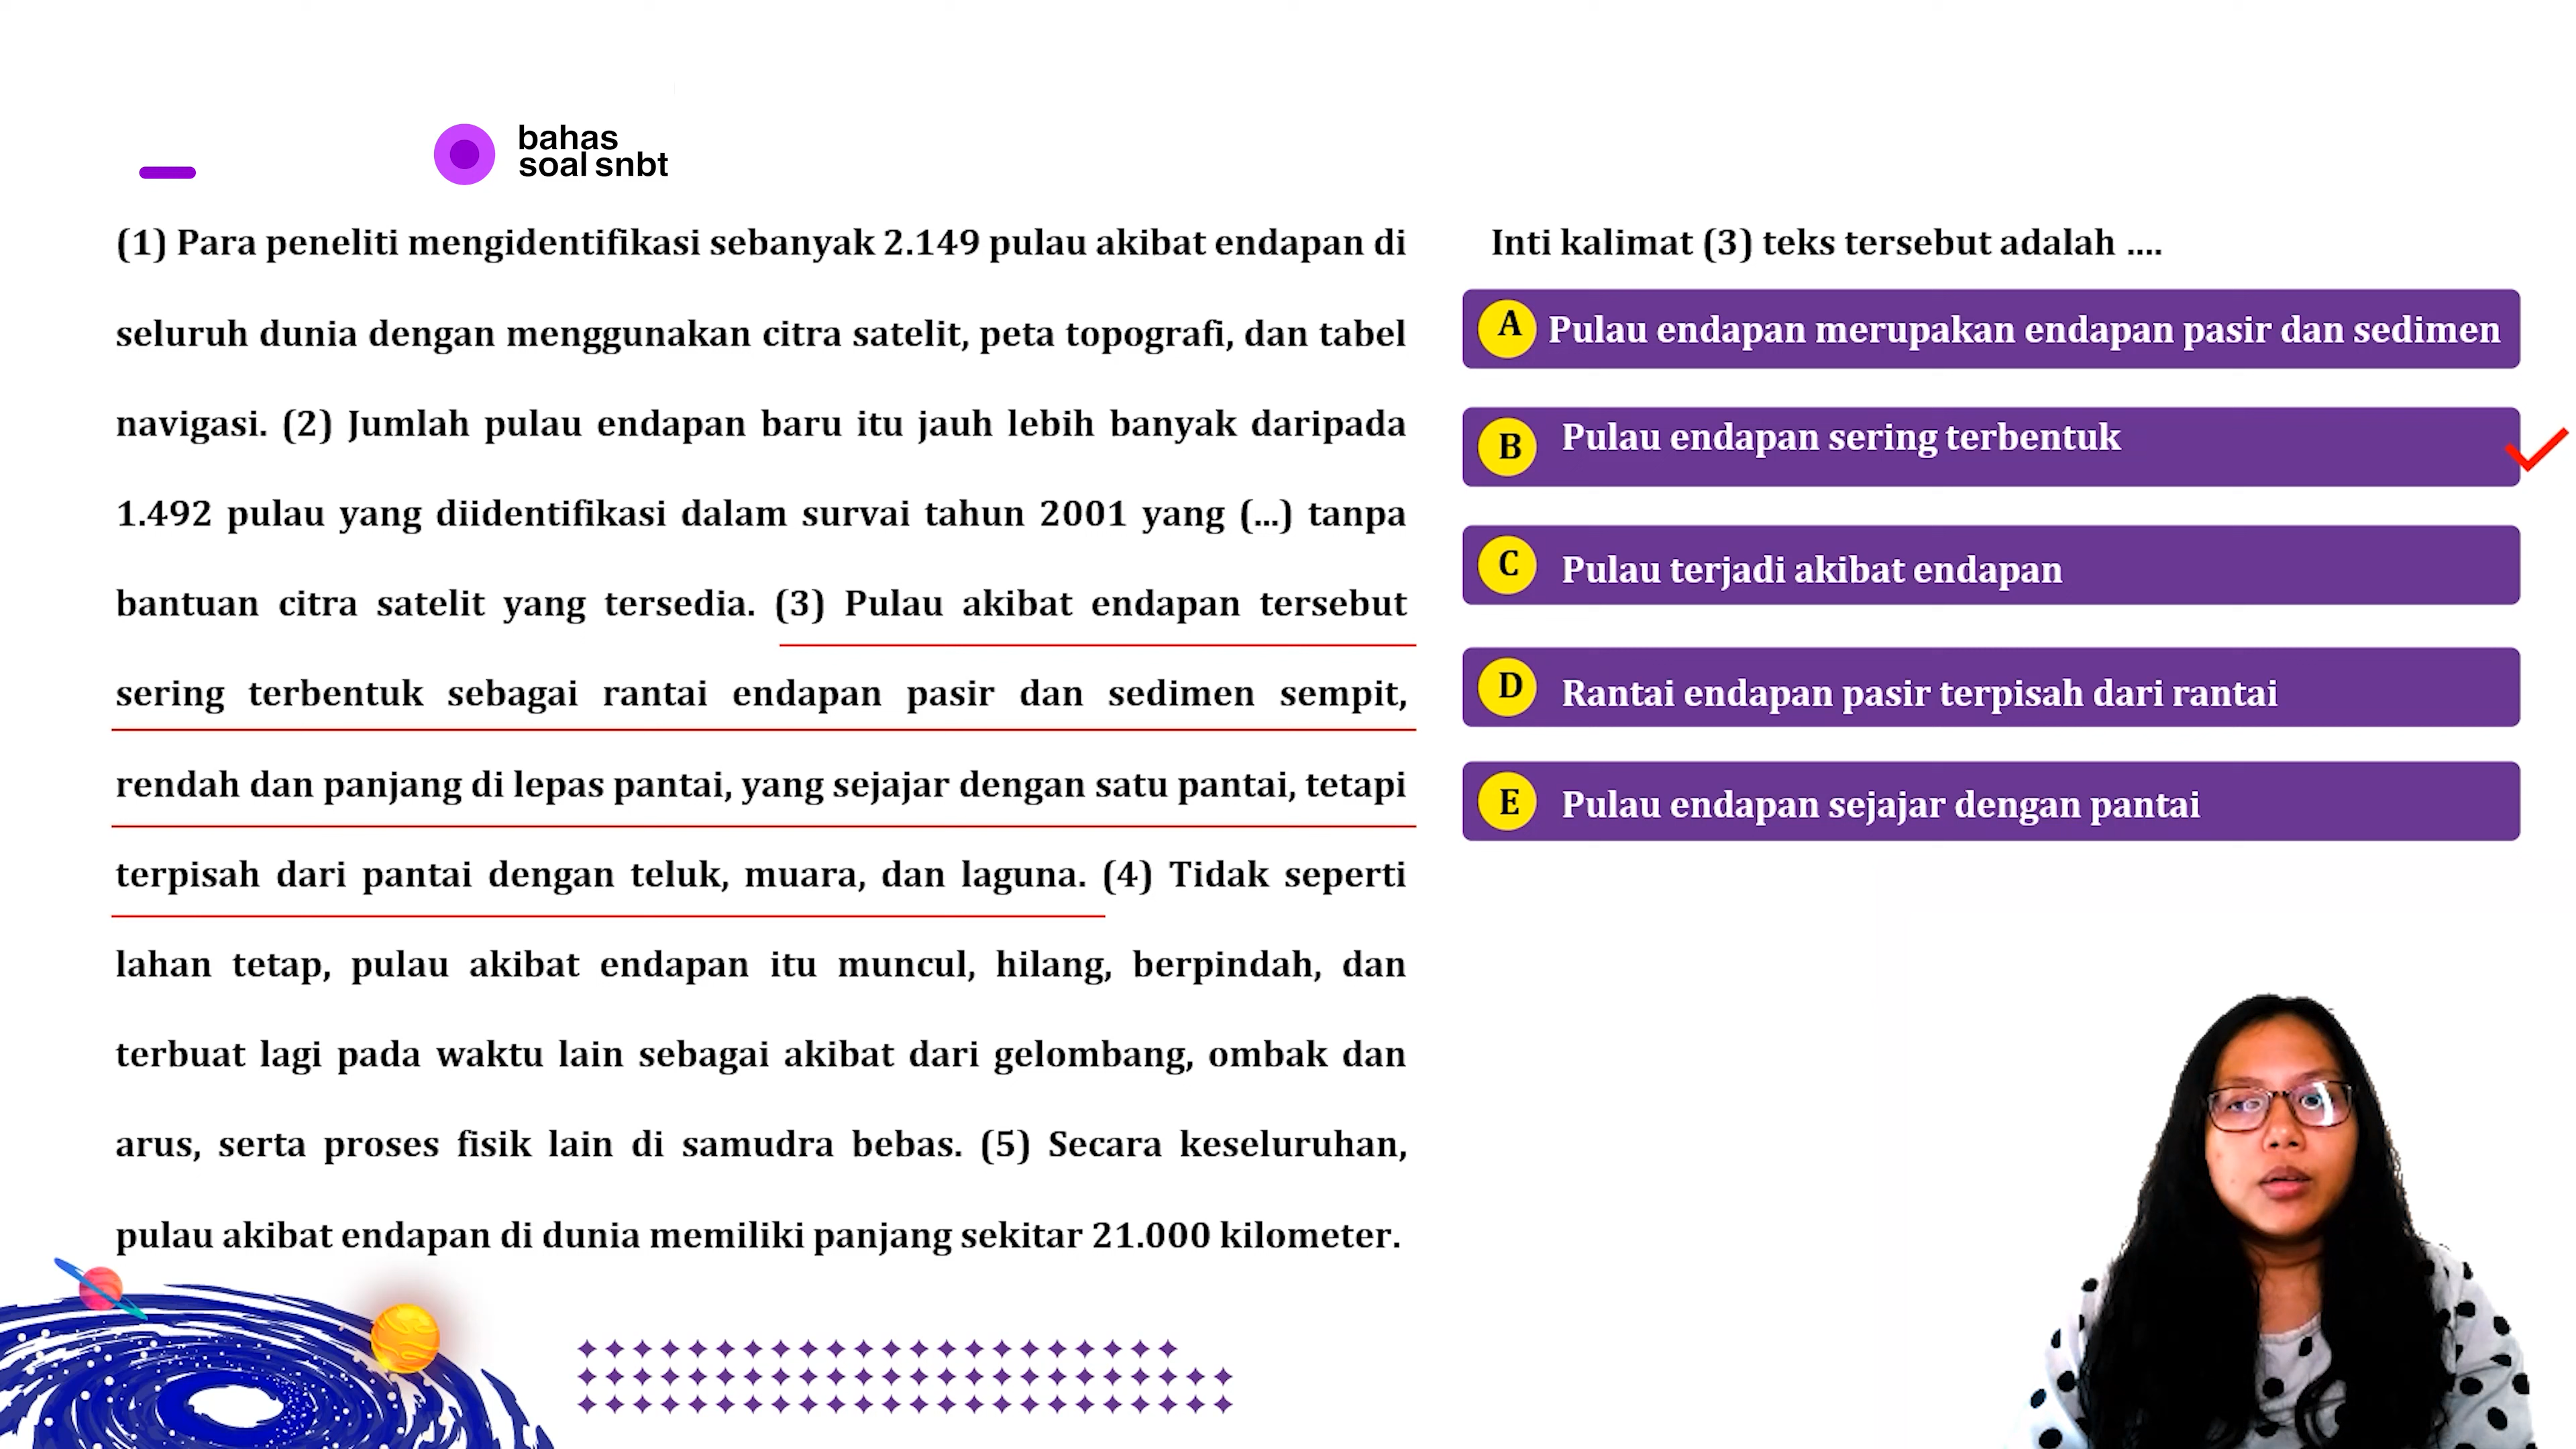 bahas
soal snbt
(1) Para peneliti mengidentifikasi sebanyak 2.149 pulau akibat endapan di
seluruh dunia dengan menggunakan citra satelit, peta topografi, dan tabel
navigasi. (2) Jumlah pulau endapan baru itu jauh lebih banyak daripada
1.492 pulau yang diidentifikasi dalam survai tahun 2001 yang (...) tanpa
bantuan citra satelit yang tersedia. (3) Pulau akibat endapan tersebut
sering terbentuk sebagai rantai endapan pasir dan sedimen sempit,
rendah dan panjang di lepas pantai, yang sejajar dengan satu pantai, tetapi
terpisah dari pantai dengan teluk, muara, dan laguna. (4) Tidak seperti
lahan tetap, pulau akibat endapan itu muncul, hilang, berpindah, dan
terbuat lagi pada waktu lain sebagai akibat dari gelombang, ombak dan
arus, serta proses fisik lain di samudra bebas. (5) Secara keseluruhan,
pulau akibat endapan di dunia memiliki panjang sekitar 21.000 kilometer.
Inti kalimat (3) teks tersebut adalah ....
A Pulau endapan merupakan endapan pasir dan sedimen
B Pulau endapan sering terbentuk
C Pulau terjadi akibat endapan
D Rantai endapan pasir terpisah dari rantai
E Pulau endapan sejajar dengan pantai